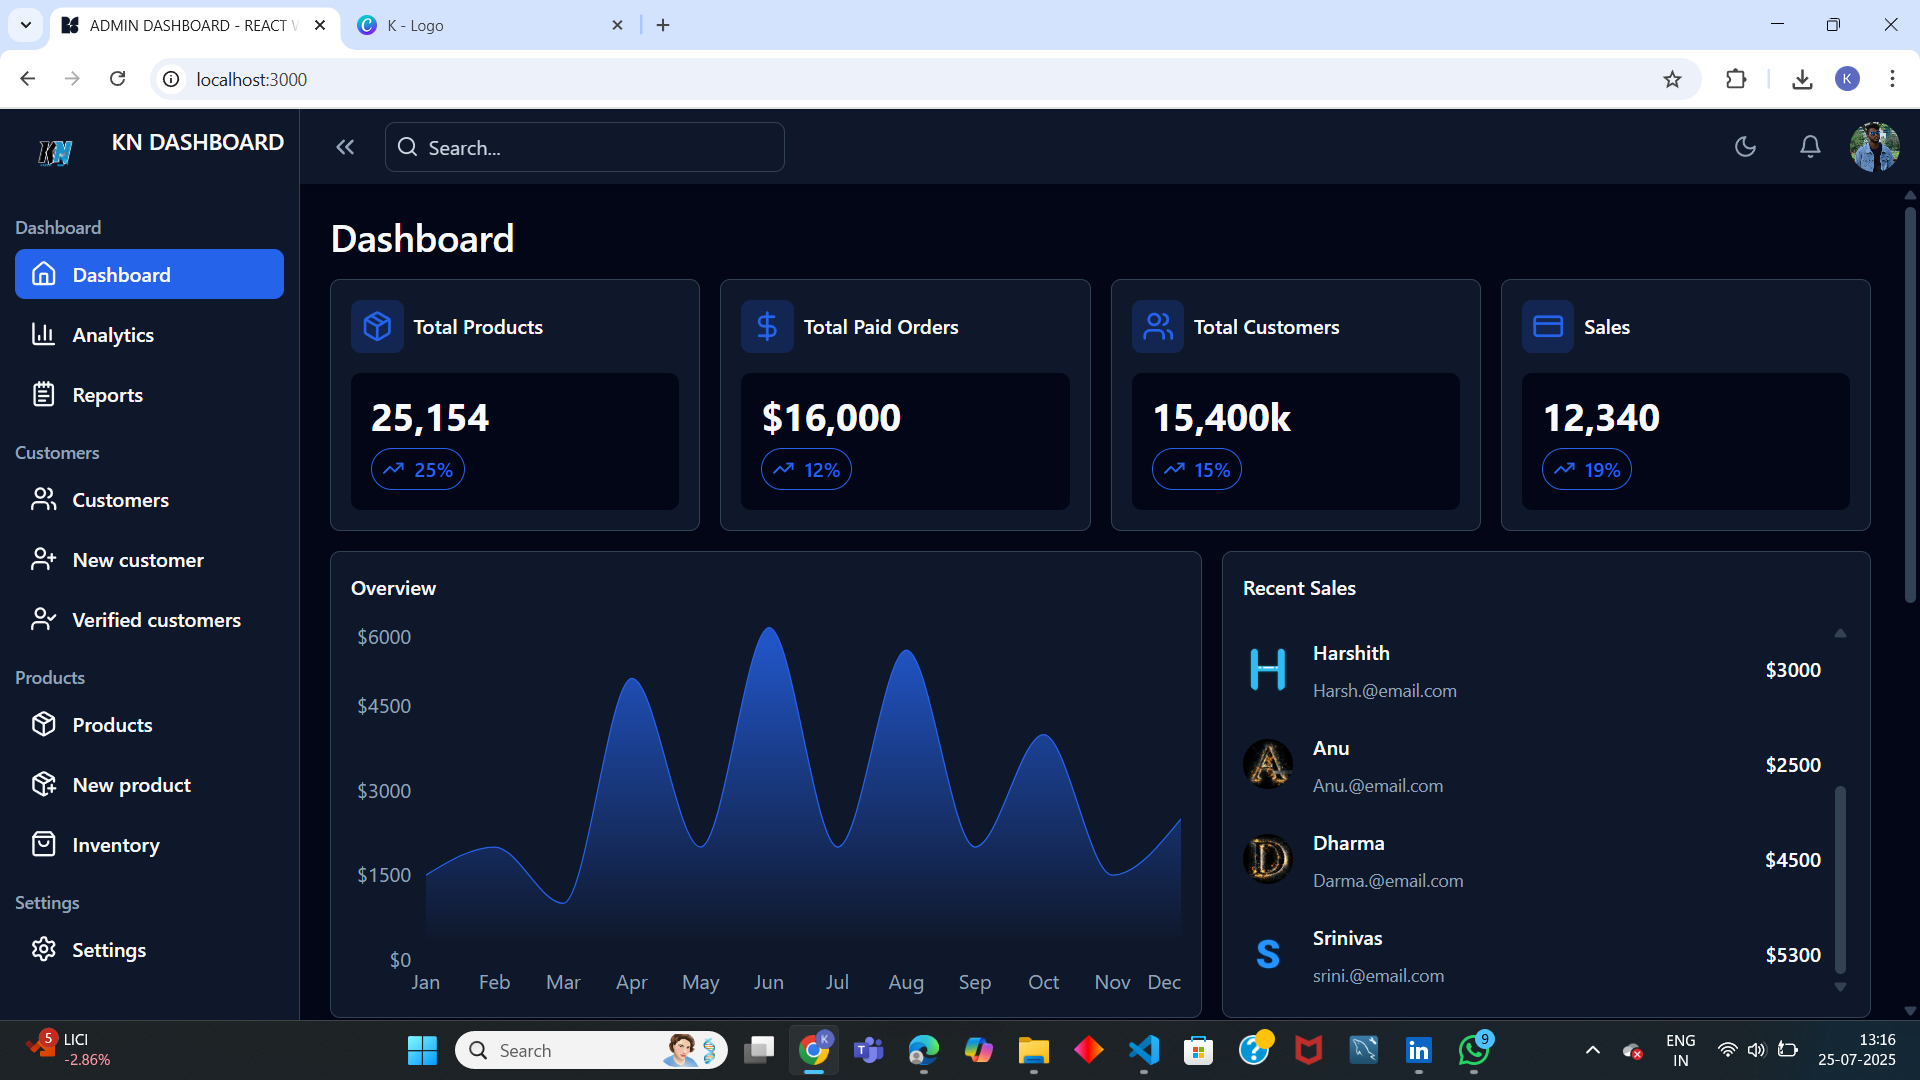 ADMIN DASHBOARD - REACT
K - Logo
localhost:3000
K
KN
KN DASHBOARD
Search...
Dashboard
Dashboard
Analytics
Reports
Customers
Customers
New customer
Verified customers
Products
Products
New product
Inventory
Settings
Settings
Dashboard
Total Products
25,154
25%
Total Paid Orders
$16,000
12%
Total Customers
15,400k
15%
Sales
12,340
19%
Overview
$6000
$4500
$3000
$1500
$0
Jan Feb Mar Apr May Jun Jul Aug Sep Oct Nov Dec
Recent Sales
H
Harshith
Harsh.@email.com
$3000
A
Anu
Anu.@email.com
$2500
D
Dharma
Darma.@email.com
$4500
S
Srinivas
srini.@email.com
$5300
5
LICI
-2.86%
Search
K
T
in
9
ENG
IN
13:16
25-07-2025